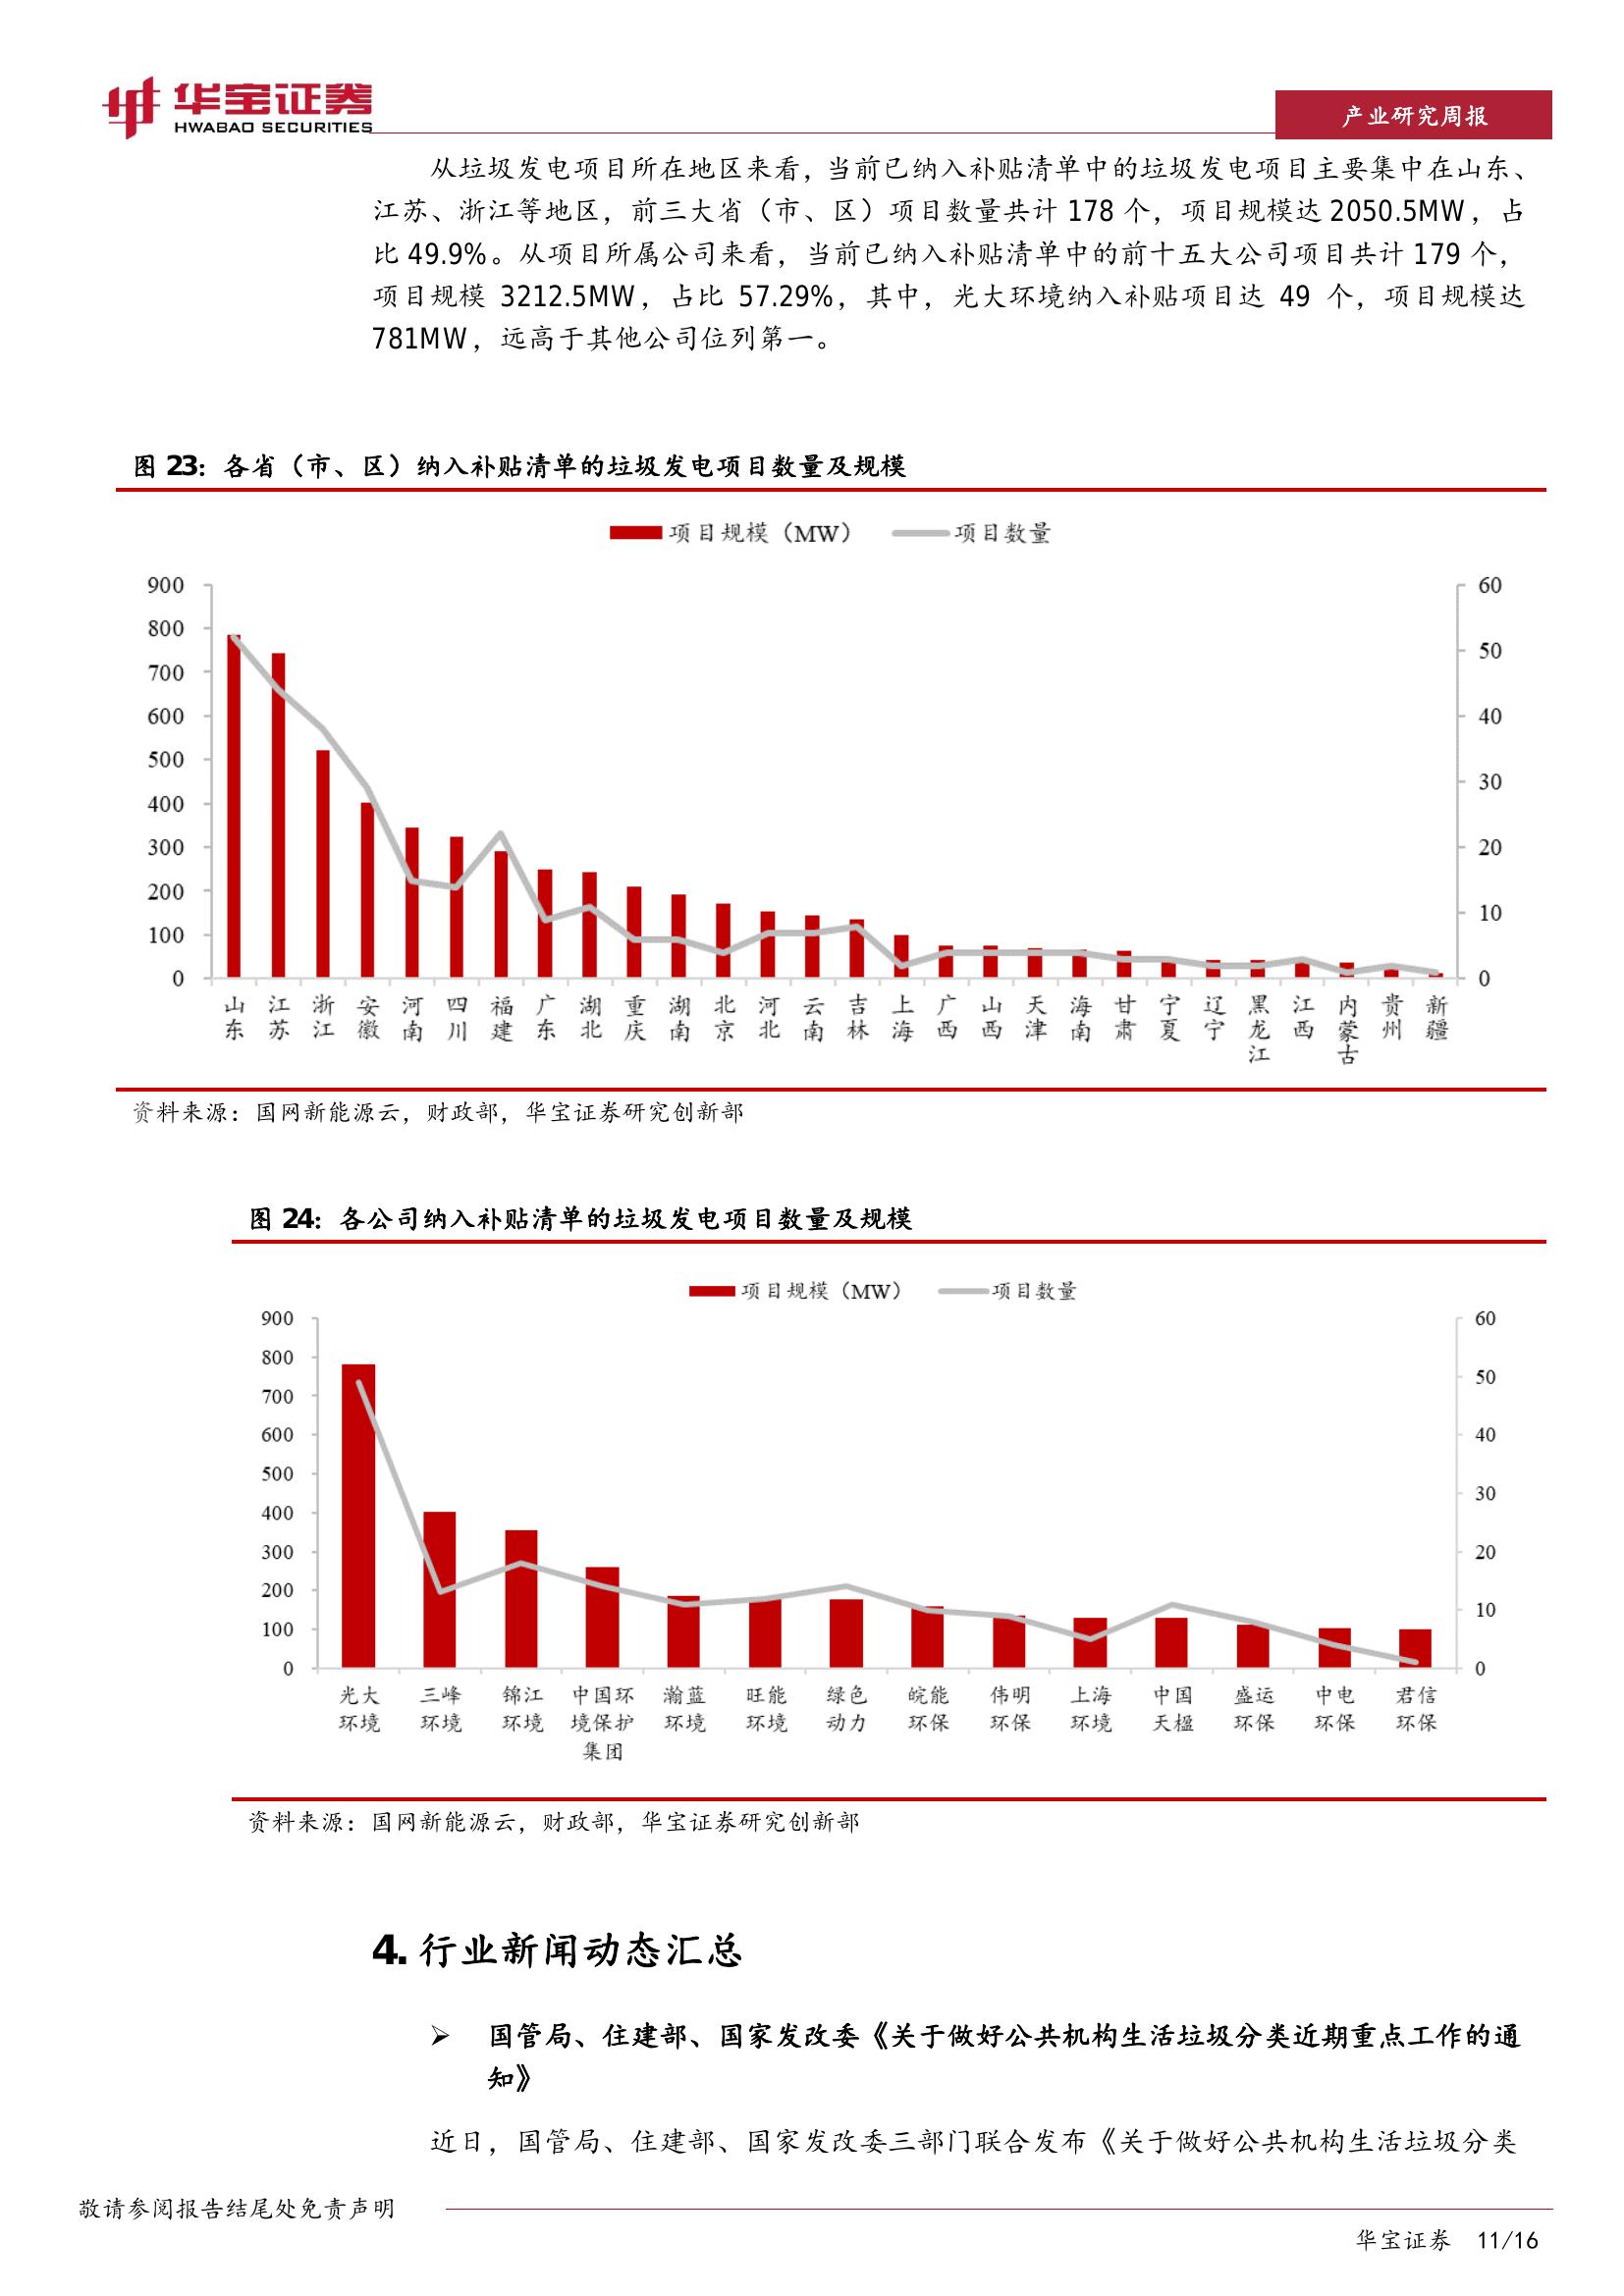 华宝证券
HWABAO SECURITIES
产业研究周报
从垃圾发电项目所在地区来看，当前已纳入补贴清单中的垃圾发电项目主要集中在山东、
江苏、浙江等地区，前三大省（市、区）项目数量共计 178 个，项目规模达 2050.5MW，占
比 49.9%。从项目所属公司来看，当前已纳入补贴清单中的前十五大公司项目共计 179 个，
项目规模 3212.5MW，占比 57.29%，其中，光大环境纳入补贴项目达 49 个，项目规模达
781MW，远高于其他公司位列第一。
图 23：各省（市、区）纳入补贴清单的垃圾发电项目数量及规模
项目规模（MW） 项目数量
900
800
700
600
500
400
300
200
100
0
60
50
40
30
20
10
0
山东 江苏 浙江 安徽 河南 四川 福建 广东 湖北 重庆 湖南 北京 河北 云南 吉林 上海 广西 山西 天津 海南 甘肃 宁夏 辽宁 黑龙江 江西 内蒙古 贵州 新疆
资料来源：国网新能源云，财政部，华宝证券研究创新部
图 24：各公司纳入补贴清单的垃圾发电项目数量及规模
项目规模（MW） 项目数量
900
800
700
600
500
400
300
200
100
0
60
50
40
30
20
10
0
光大 三峰 锦江 中国环 瀚蓝 旺能 绿色 皖能 伟明 上海 中国 盛运 中电 君信
环境 环境 环境 境保护 环境 环境 动力 环保 环保 环境 天楹 环保 环保 环保
集团
资料来源：国网新能源云，财政部，华宝证券研究创新部
4. 行业新闻动态汇总
➢ 国管局、住建部、国家发改委《关于做好公共机构生活垃圾分类近期重点工作的通
知》
近日，国管局、住建部、国家发改委三部门联合发布《关于做好公共机构生活垃圾分类
敬请参阅报告结尾处免责声明
华宝证券 11/16